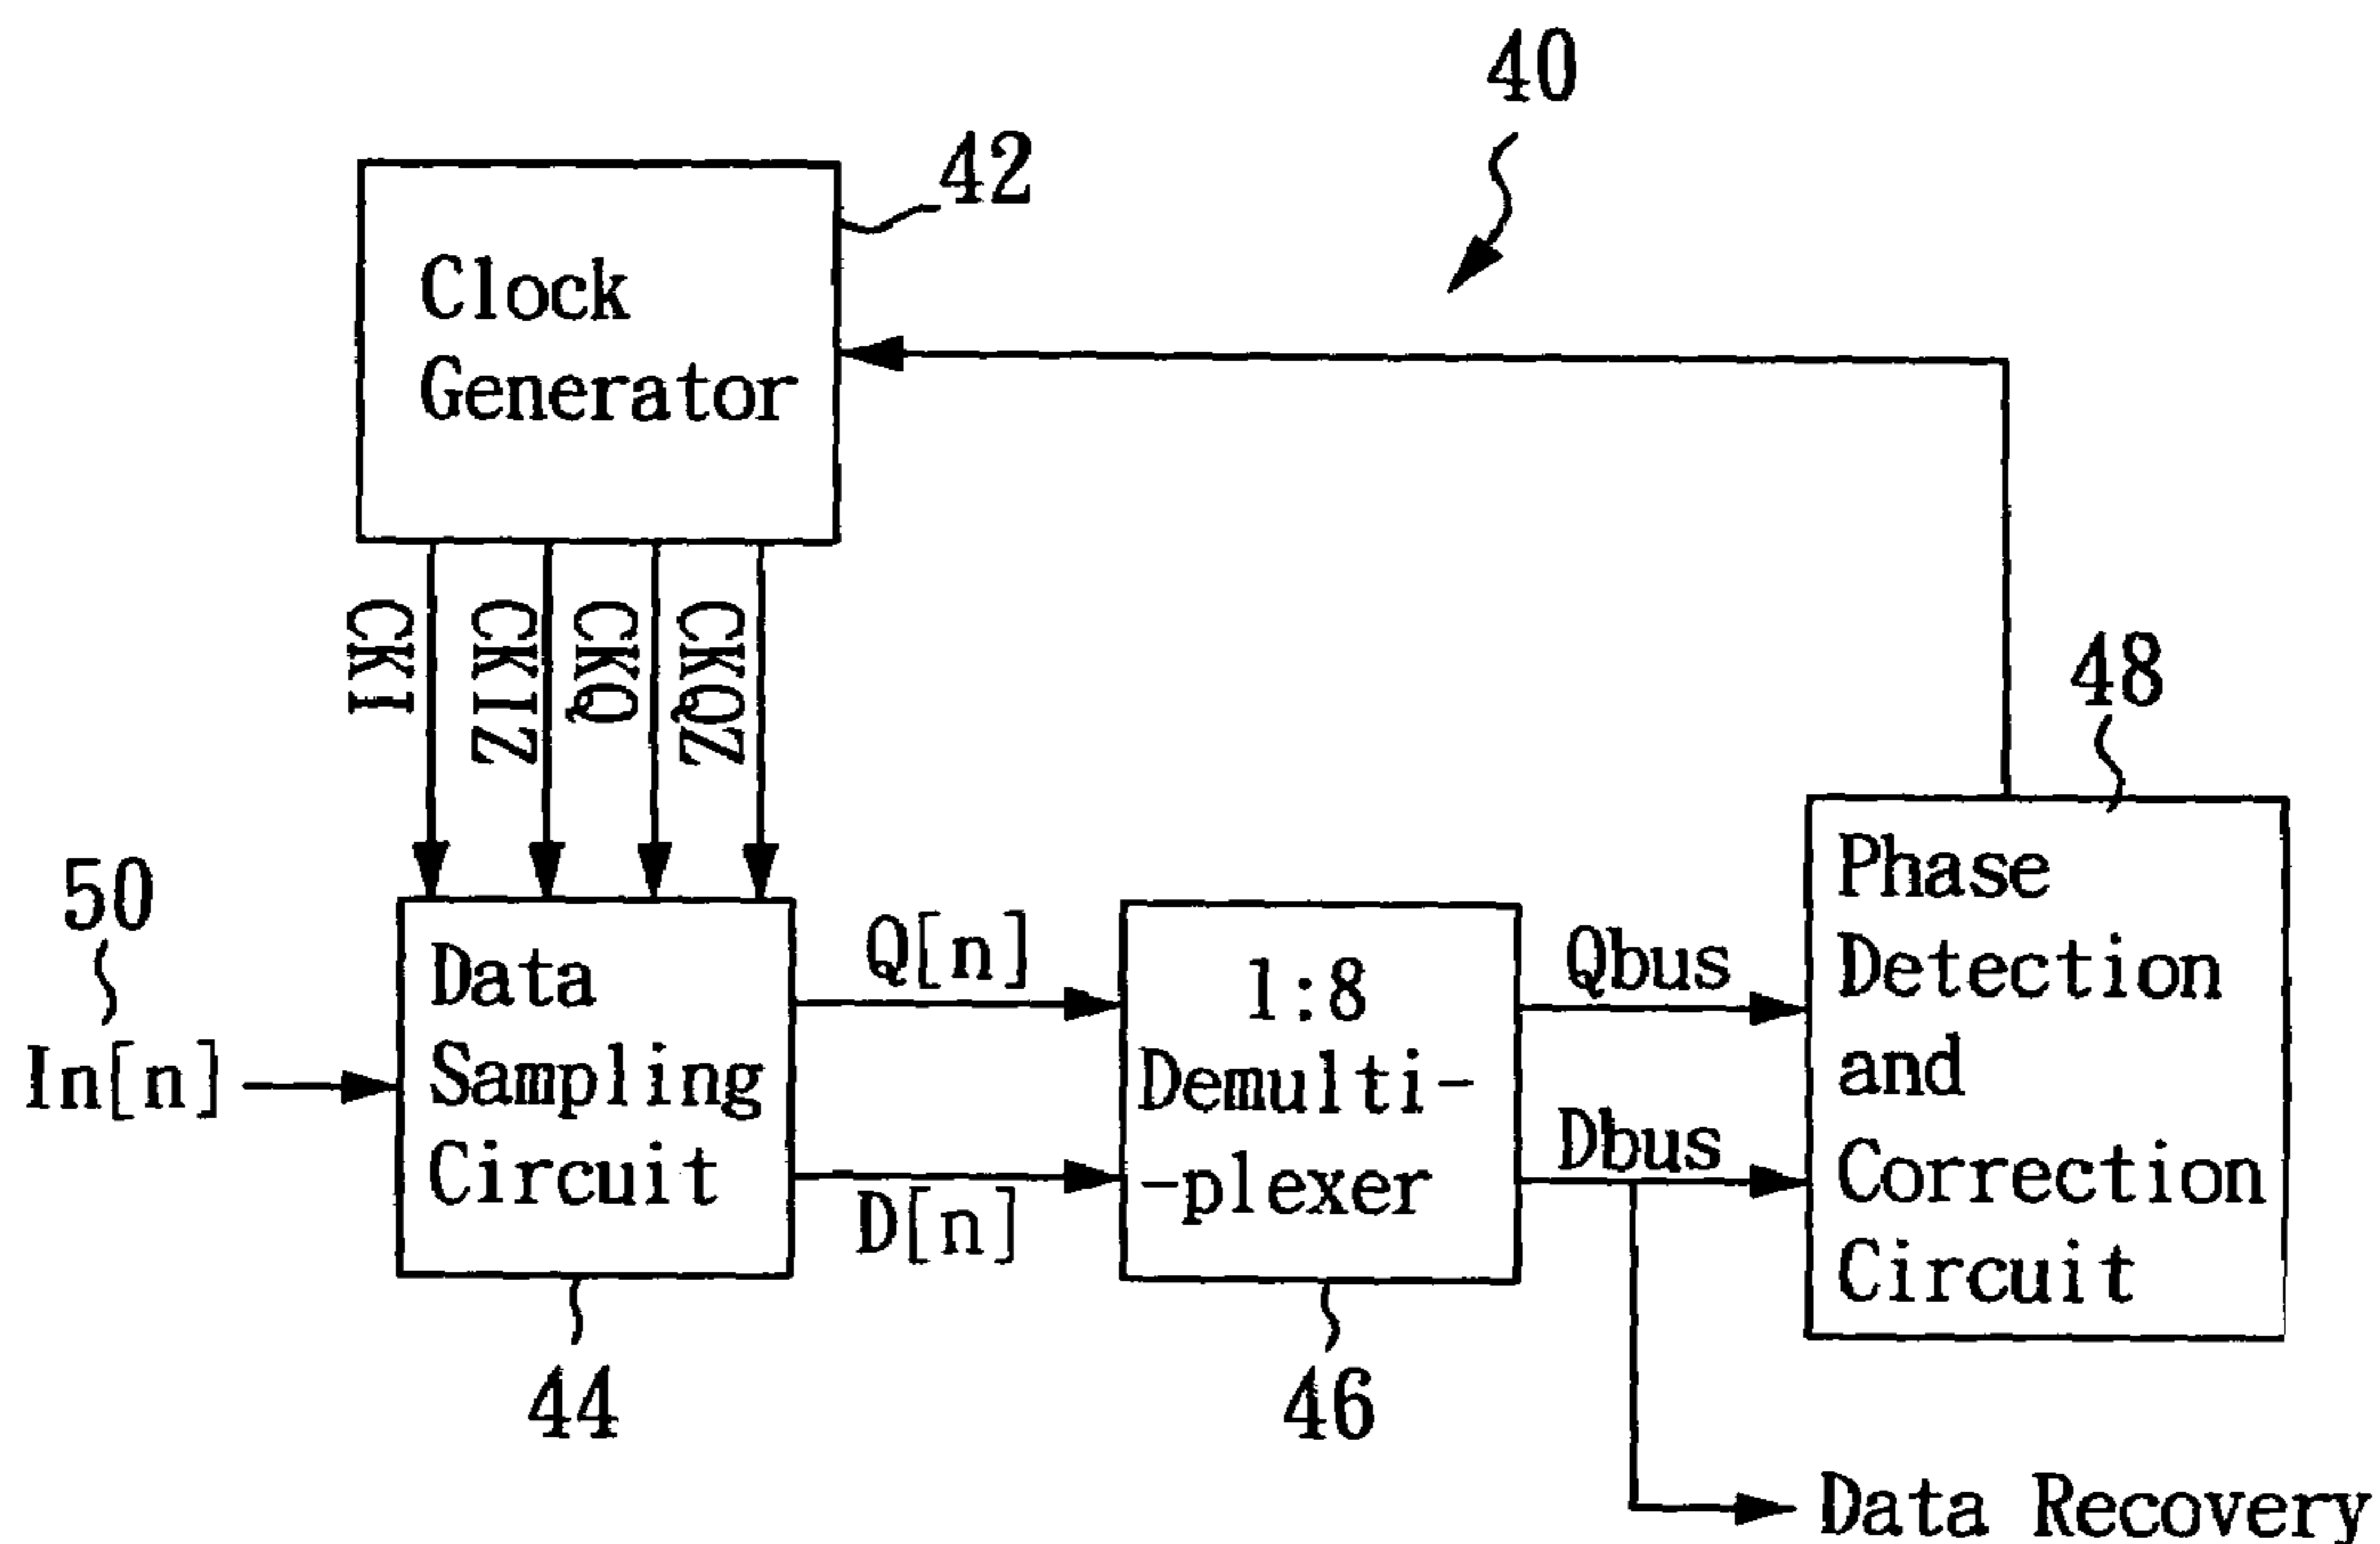 40
42
Clock
Generator
CKI
CKIZ
CKQ
CKQZ
48
50
In[n]
Data
Sampling
Circuit
44
Q[n]
D[n]
1:8
Demulti-
-plexer
46
Qbus
Dbus
Phase
Detection
and
Correction
Circuit
Data Recovery